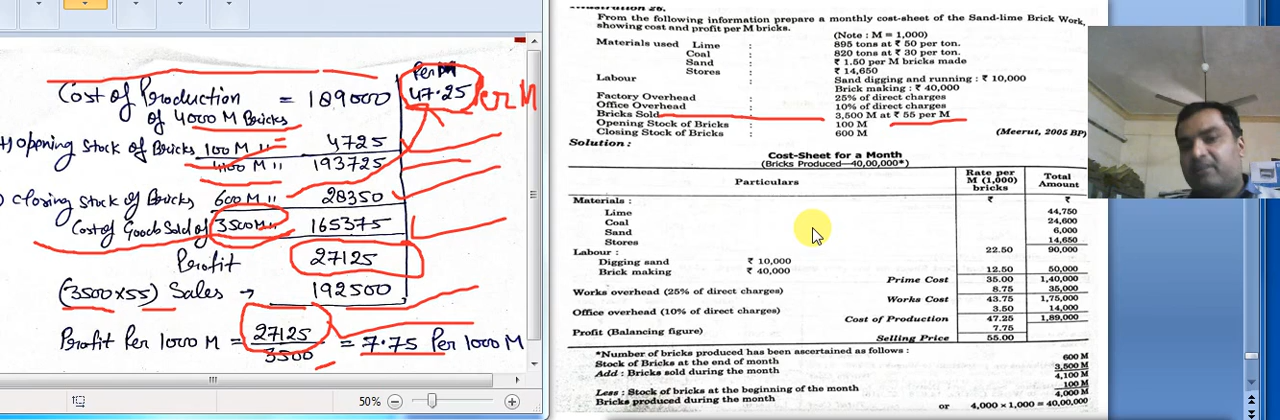 Per M
Cost of Production = 189000 47.25 Per M
of 4000 M Bricks
opening Stock of Bricks 100 M " 4725
4100 M " 193725
closing Stock of Bricks 600 M " 28350
Cost of Goods Sold of 3500 M " 165375
Profit 27125
(3500x55) Sales → 192500
Profit Per 1000 M = 27125 / 3500 = 7.75 Per 1000 M
50%
Illustration 26.
From the following information prepare a monthly cost-sheet of the Sand-lime Brick Work, showing cost and profit per M bricks.
(Note : M = 1,000)
Materials used Lime : 895 tons at ₹ 50 per ton.
Coal : 820 tons at ₹ 30 per ton.
Sand : ₹ 1.50 per M bricks made
Stores : ₹ 14,650
Labour : Sand digging and running : ₹ 10,000
Brick making : ₹ 40,000
Factory Overhead : 25% of direct charges
Office Overhead : 10% of direct charges
Bricks Sold : 3,500 M at ₹ 55 per M
Opening Stock of Bricks : 100 M
Closing Stock of Bricks : 600 M (Meerut, 2005 BP)
Solution :
Cost-Sheet for a Month
(Bricks Produced—40,00,000*)
Particulars Rate per M (1,000) bricks Total Amount
₹ ₹
Materials :
Lime 44,750
Coal 24,600
Sand 6,000
Stores 14,650
22.50 90,000
Labour :
Digging sand ₹ 10,000
Brick making ₹ 40,000 12.50 50,000
Prime Cost 35.00 1,40,000
Works overhead (25% of direct charges) 8.75 35,000
Works Cost 43.75 1,75,000
Office overhead (10% of direct charges) 3.50 14,000
Cost of Production 47.25 1,89,000
Profit (Balancing figure) 7.75
Selling Price 55.00
*Number of bricks produced has been ascertained as follows :
Stock of Bricks at the end of month 600 M
Add : Bricks sold during the month 3,500 M
4,100 M
Less : Stock of bricks at the beginning of the month 100 M
Bricks produced during the month 4,000 M
or 4,000 × 1,000 = 40,00,000